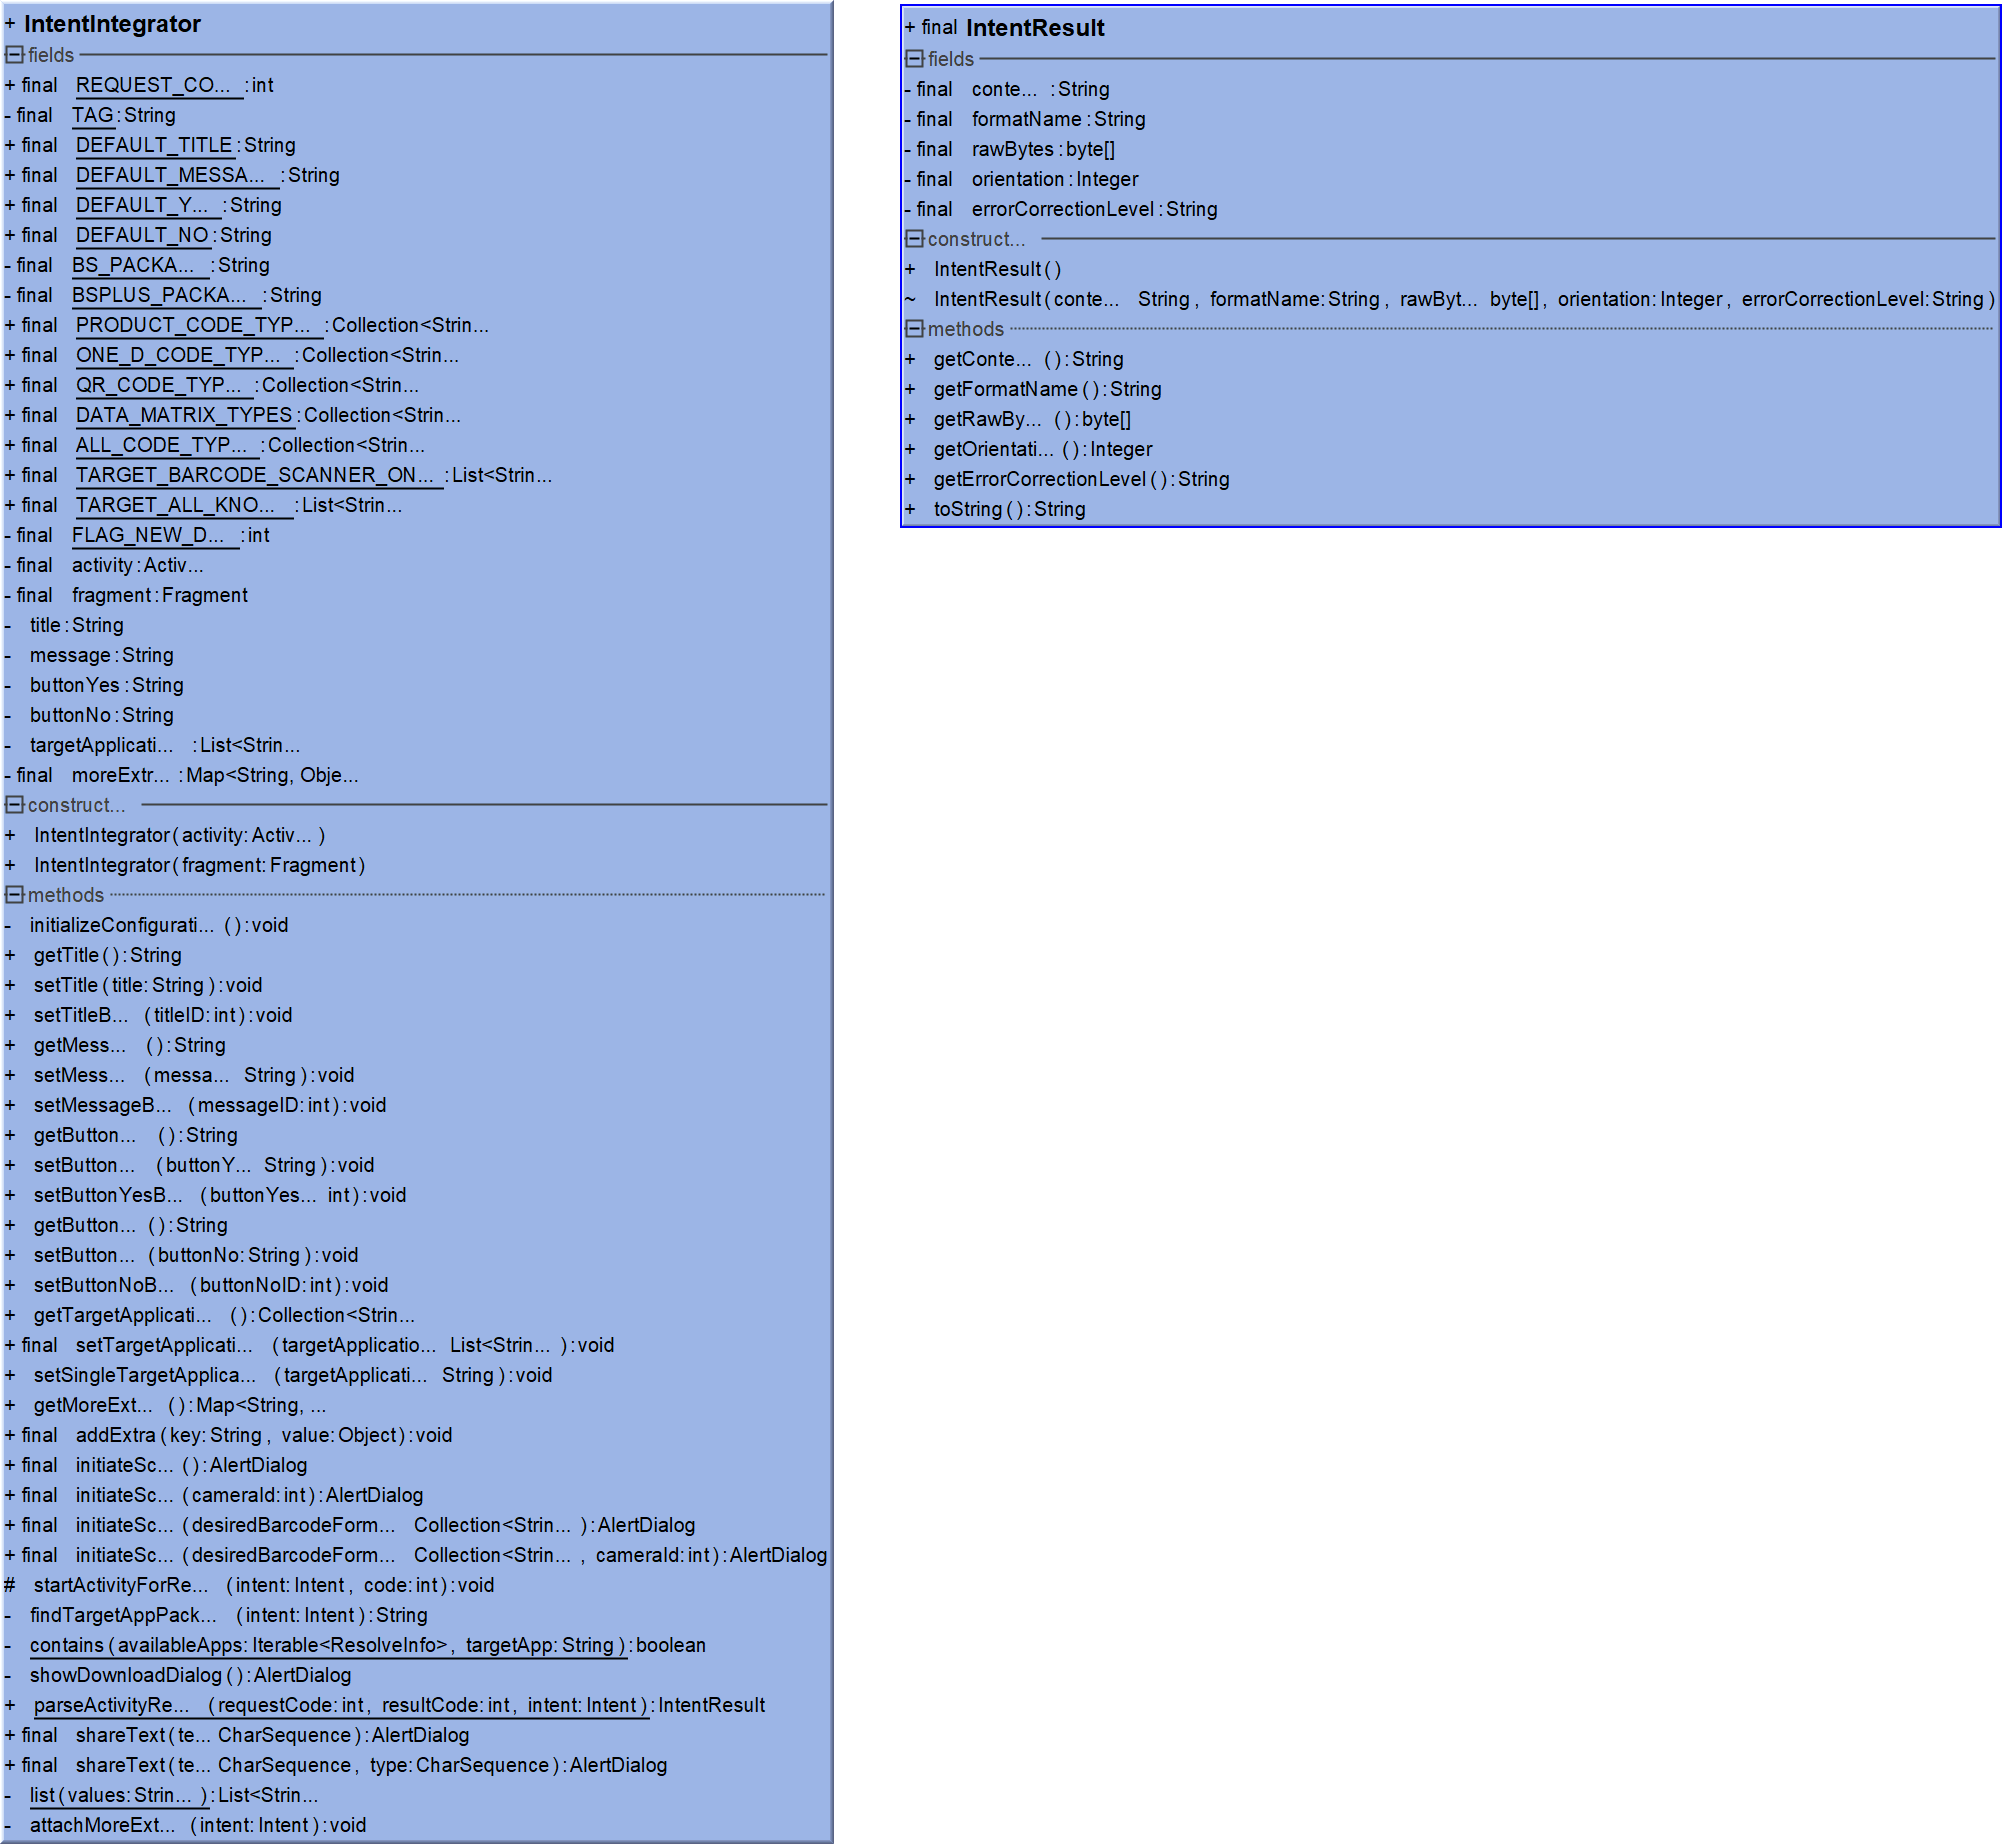 + IntentIntegrator
fields
+ final REQUEST_CO... :int
- final TAG:String
+ final DEFAULT_TITLE:String
+ final DEFAULT_MESSA... :String
+ final DEFAULT_Y... :String
+ final DEFAULT_NO:String
- final BS_PACKA... :String
- final BSPLUS_PACKA... :String
+ final PRODUCT_CODE_TYP... :Collection<Strin...
+ final ONE_D_CODE_TYP... :Collection<Strin...
+ final QR_CODE_TYP... :Collection<Strin...
+ final DATA_MATRIX_TYPES:Collection<Strin...
+ final ALL_CODE_TYP... :Collection<Strin...
+ final TARGET_BARCODE_SCANNER_ON... :List<Strin...
+ final TARGET_ALL_KNO... :List<Strin...
- final FLAG_NEW_D... :int
- final activity:Activ...
- final fragment:Fragment
- title:String
- message:String
- buttonYes:String
- buttonNo:String
- targetApplicati... :List<Strin...
- final moreExtr... :Map<String, Obje...
construct...
+ IntentIntegrator(activity:Activ... )
+ IntentIntegrator(fragment:Fragment)
methods
- initializeConfigurati... ():void
+ getTitle():String
+ setTitle(title:String):void
+ setTitleB... (titleID:int):void
+ getMess... ():String
+ setMess... (messa... String):void
+ setMessageB... (messageID:int):void
+ getButton... ():String
+ setButton... (buttonY... String):void
+ setButtonYesB... (buttonYes... int):void
+ getButton... ():String
+ setButton... (buttonNo:String):void
+ setButtonNoB... (buttonNoID:int):void
+ getTargetApplicati... ():Collection<Strin...
+ final setTargetApplicati... (targetApplicatio... List<Strin... ):void
+ setSingleTargetApplica... (targetApplicati... String):void
+ getMoreExt... ():Map<String, ...
+ final addExtra(key:String, value:Object):void
+ final initiateSc... ():AlertDialog
+ final initiateSc... (cameraId:int):AlertDialog
+ final initiateSc... (desiredBarcodeForm... Collection<Strin... ):AlertDialog
+ final initiateSc... (desiredBarcodeForm... Collection<Strin... , cameraId:int):AlertDialog
# startActivityForRe... (intent:Intent, code:int):void
- findTargetAppPack... (intent:Intent):String
- contains(availableApps:Iterable<ResolveInfo>, targetApp:String):boolean
- showDownloadDialog():AlertDialog
+ parseActivityRe... (requestCode:int, resultCode:int, intent:Intent):IntentResult
+ final shareText(te... CharSequence):AlertDialog
+ final shareText(te... CharSequence, type:CharSequence):AlertDialog
- list(values:Strin... ):List<Strin...
- attachMoreExt... (intent:Intent):void
+ final IntentResult
fields
- final conte... :String
- final formatName:String
- final rawBytes:byte[]
- final orientation:Integer
- final errorCorrectionLevel:String
construct...
+ IntentResult()
~ IntentResult(conte... String, formatName:String, rawByt... byte[], orientation:Integer, errorCorrectionLevel:String)
methods
+ getConte... ():String
+ getFormatName():String
+ getRawBy... ():byte[]
+ getOrientati... ():Integer
+ getErrorCorrectionLevel():String
+ toString():String